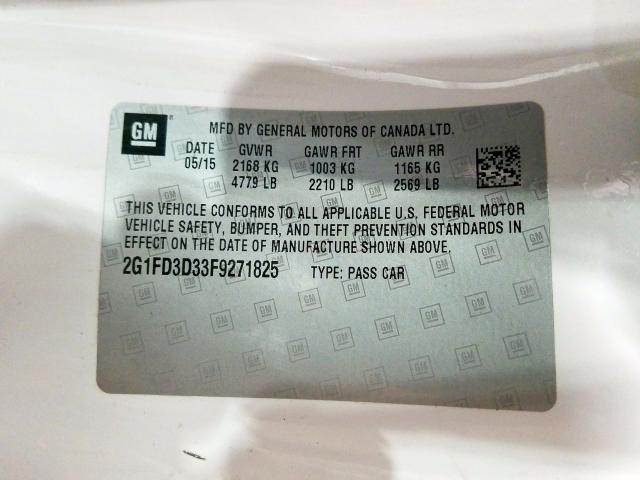 GM
MFD BY GENERAL MOTORS OF CANADA LTD.
DATE GVWR GAWR FRT GAWR RR
05/15 2168 KG 1003 KG 1165 KG
4779 LB 2210 LB 2569 LB
THIS VEHICLE CONFORMS TO ALL APPLICABLE U.S. FEDERAL MOTOR
VEHICLE SAFETY, BUMPER, AND THEFT PREVENTION STANDARDS IN
EFFECT ON THE DATE OF MANUFACTURE SHOWN ABOVE.
2G1FD3D33F9271825 TYPE: PASS CAR